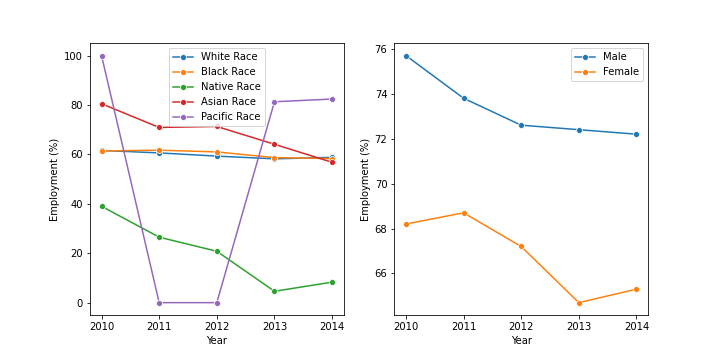 Employment (%)
100
80
60
40
20
0
2010 2011 2012 2013 2014
Year
White Race
Black Race
Native Race
Asian Race
Pacific Race
Employment (%)
76
74
72
70
68
66
2010 2011 2012 2013 2014
Year
Male
Female